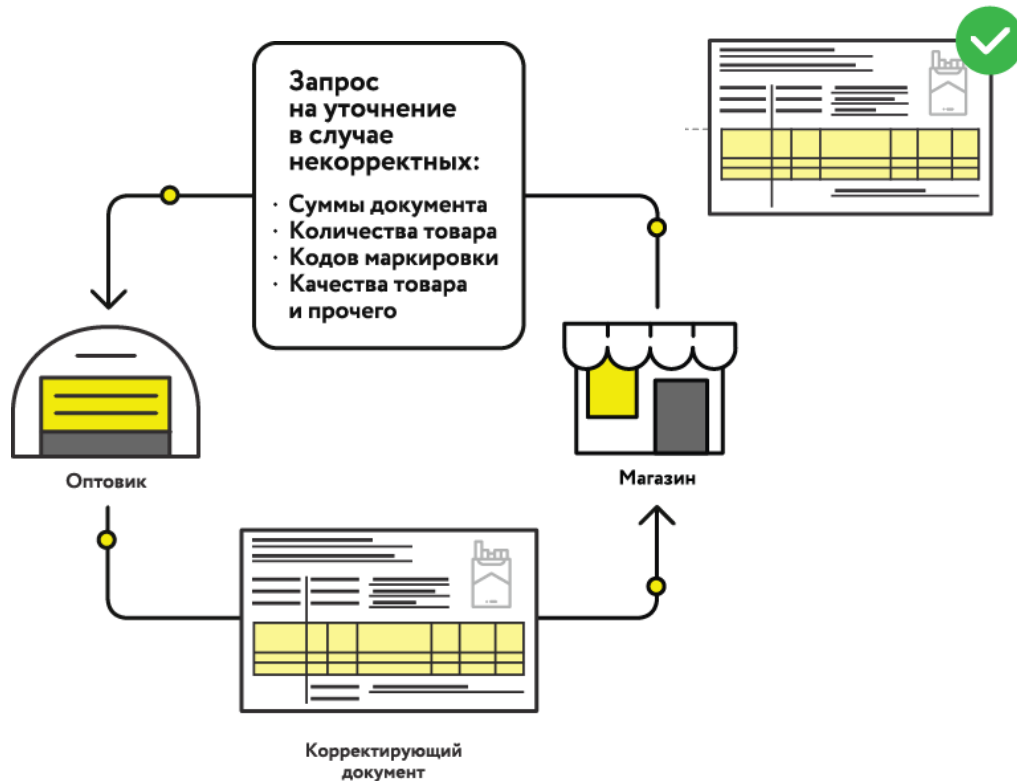 Запрос
на уточнение
в случае
некорректных:
· Суммы документа
· Количества товара
· Кодов маркировки
· Качества товара
и прочего
Оптовик
Магазин
Корректирующий
документ